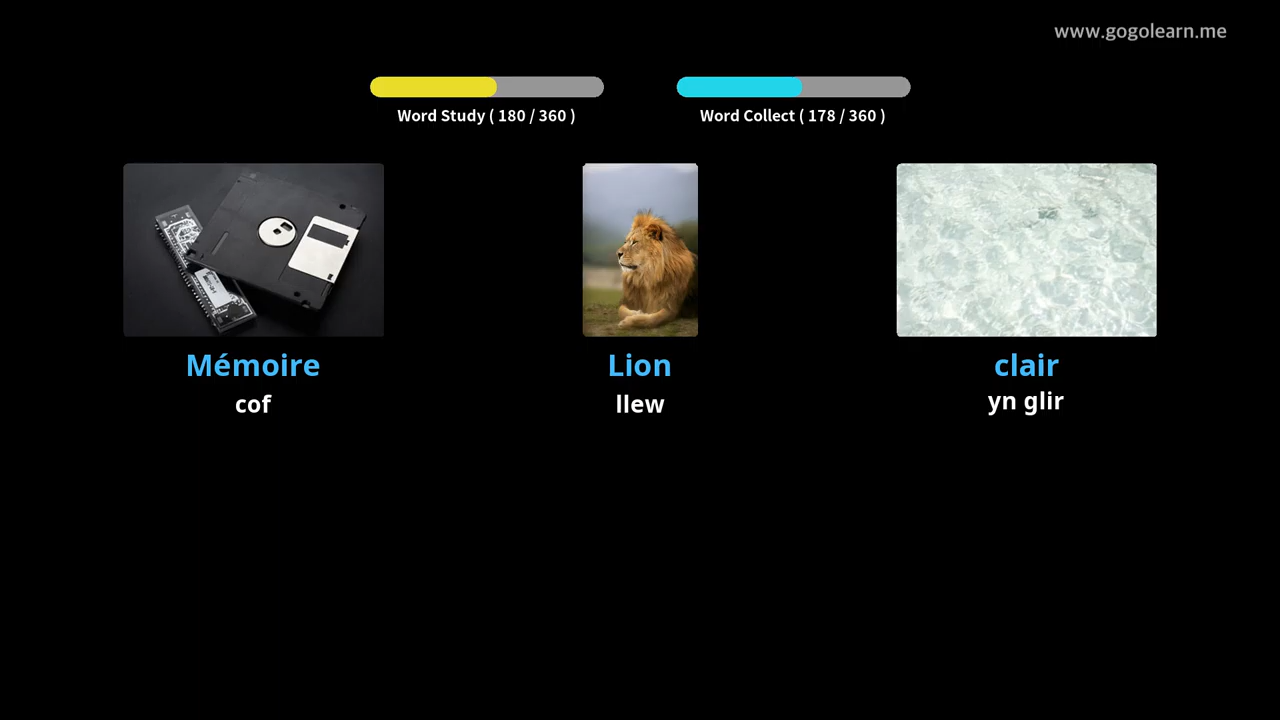 www.gogolearn.me
Word Study ( 180 / 360 )
Word Collect ( 178 / 360 )
Mémoire
cof
Lion
llew
clair
yn glir